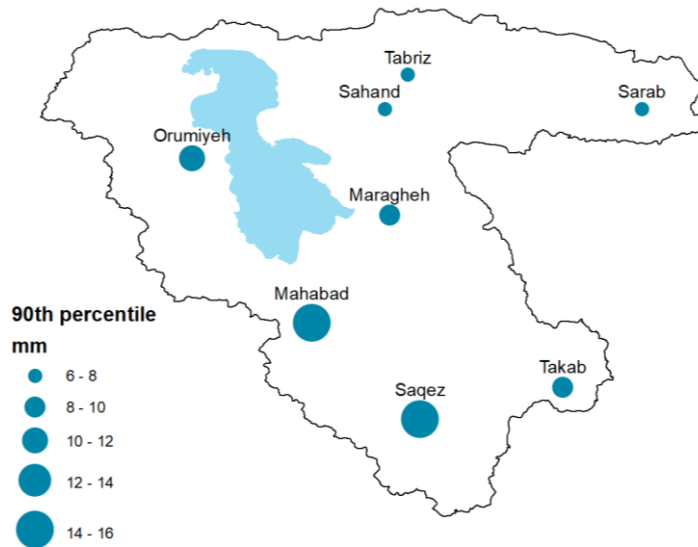 Tabriz
Sahand
Sarab
Orumiyeh
Maragheh
Mahabad
Takab
Saqez
90th percentile
mm
6 - 8
8 - 10
10 - 12
12 - 14
14 - 16